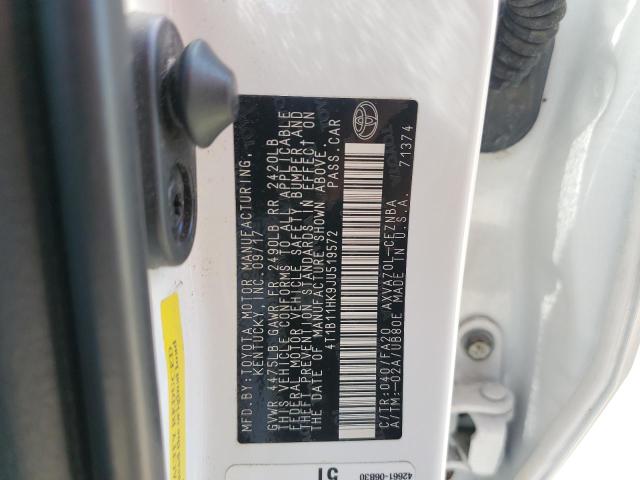 MFD. BY: TOYOTA MOTOR MANUFACTURING,
KENTUCKY, INC. 09/17
GVWR 4475LB GAWR FR 2490LB RR 2420LB
THIS VEHICLE CONFORMS TO ALL APPLICABLE
FEDERAL MOTOR VEHICLE SAFETY, BUMPER, AND
THEFT PREVENTION STANDARDS IN EFFECT ON
THE DATE OF MANUFACTURE SHOWN ABOVE.
4T1B11HK9JU519572 PASS. CAR
C/TR: 040/FA20 AXVA70L-CEZNBA
A/TM: -02A/UB80E MADE IN U.S.A.
71374
42661-06B30
51